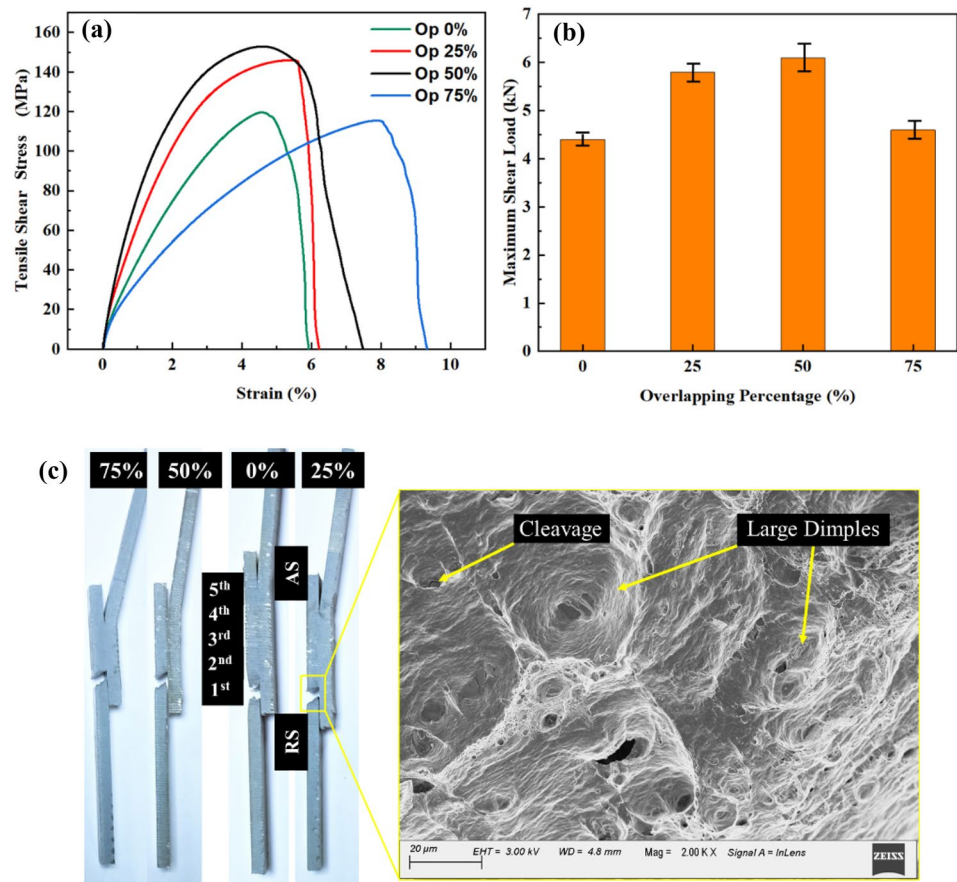 (a)
Op 0%
Op 25%
Op 50%
Op 75%
160
140
120
100
80
60
40
20
0
Tensile Shear Stress (MPa)
0 2 4 6 8 10
Strain (%)
(b)
7
6
5
4
3
2
1
0
Maximum Shear Load (kN)
0 25 50 75
Overlapping Percentage (%)
(c)
75% 50% 0% 25%
AS
5th
4th
3rd
2nd
1st
RS
Cleavage
Large Dimples
20 µm EHT = 3.00 kV WD = 4.8 mm Mag = 2.00 K X Signal A = InLens
ZEISS